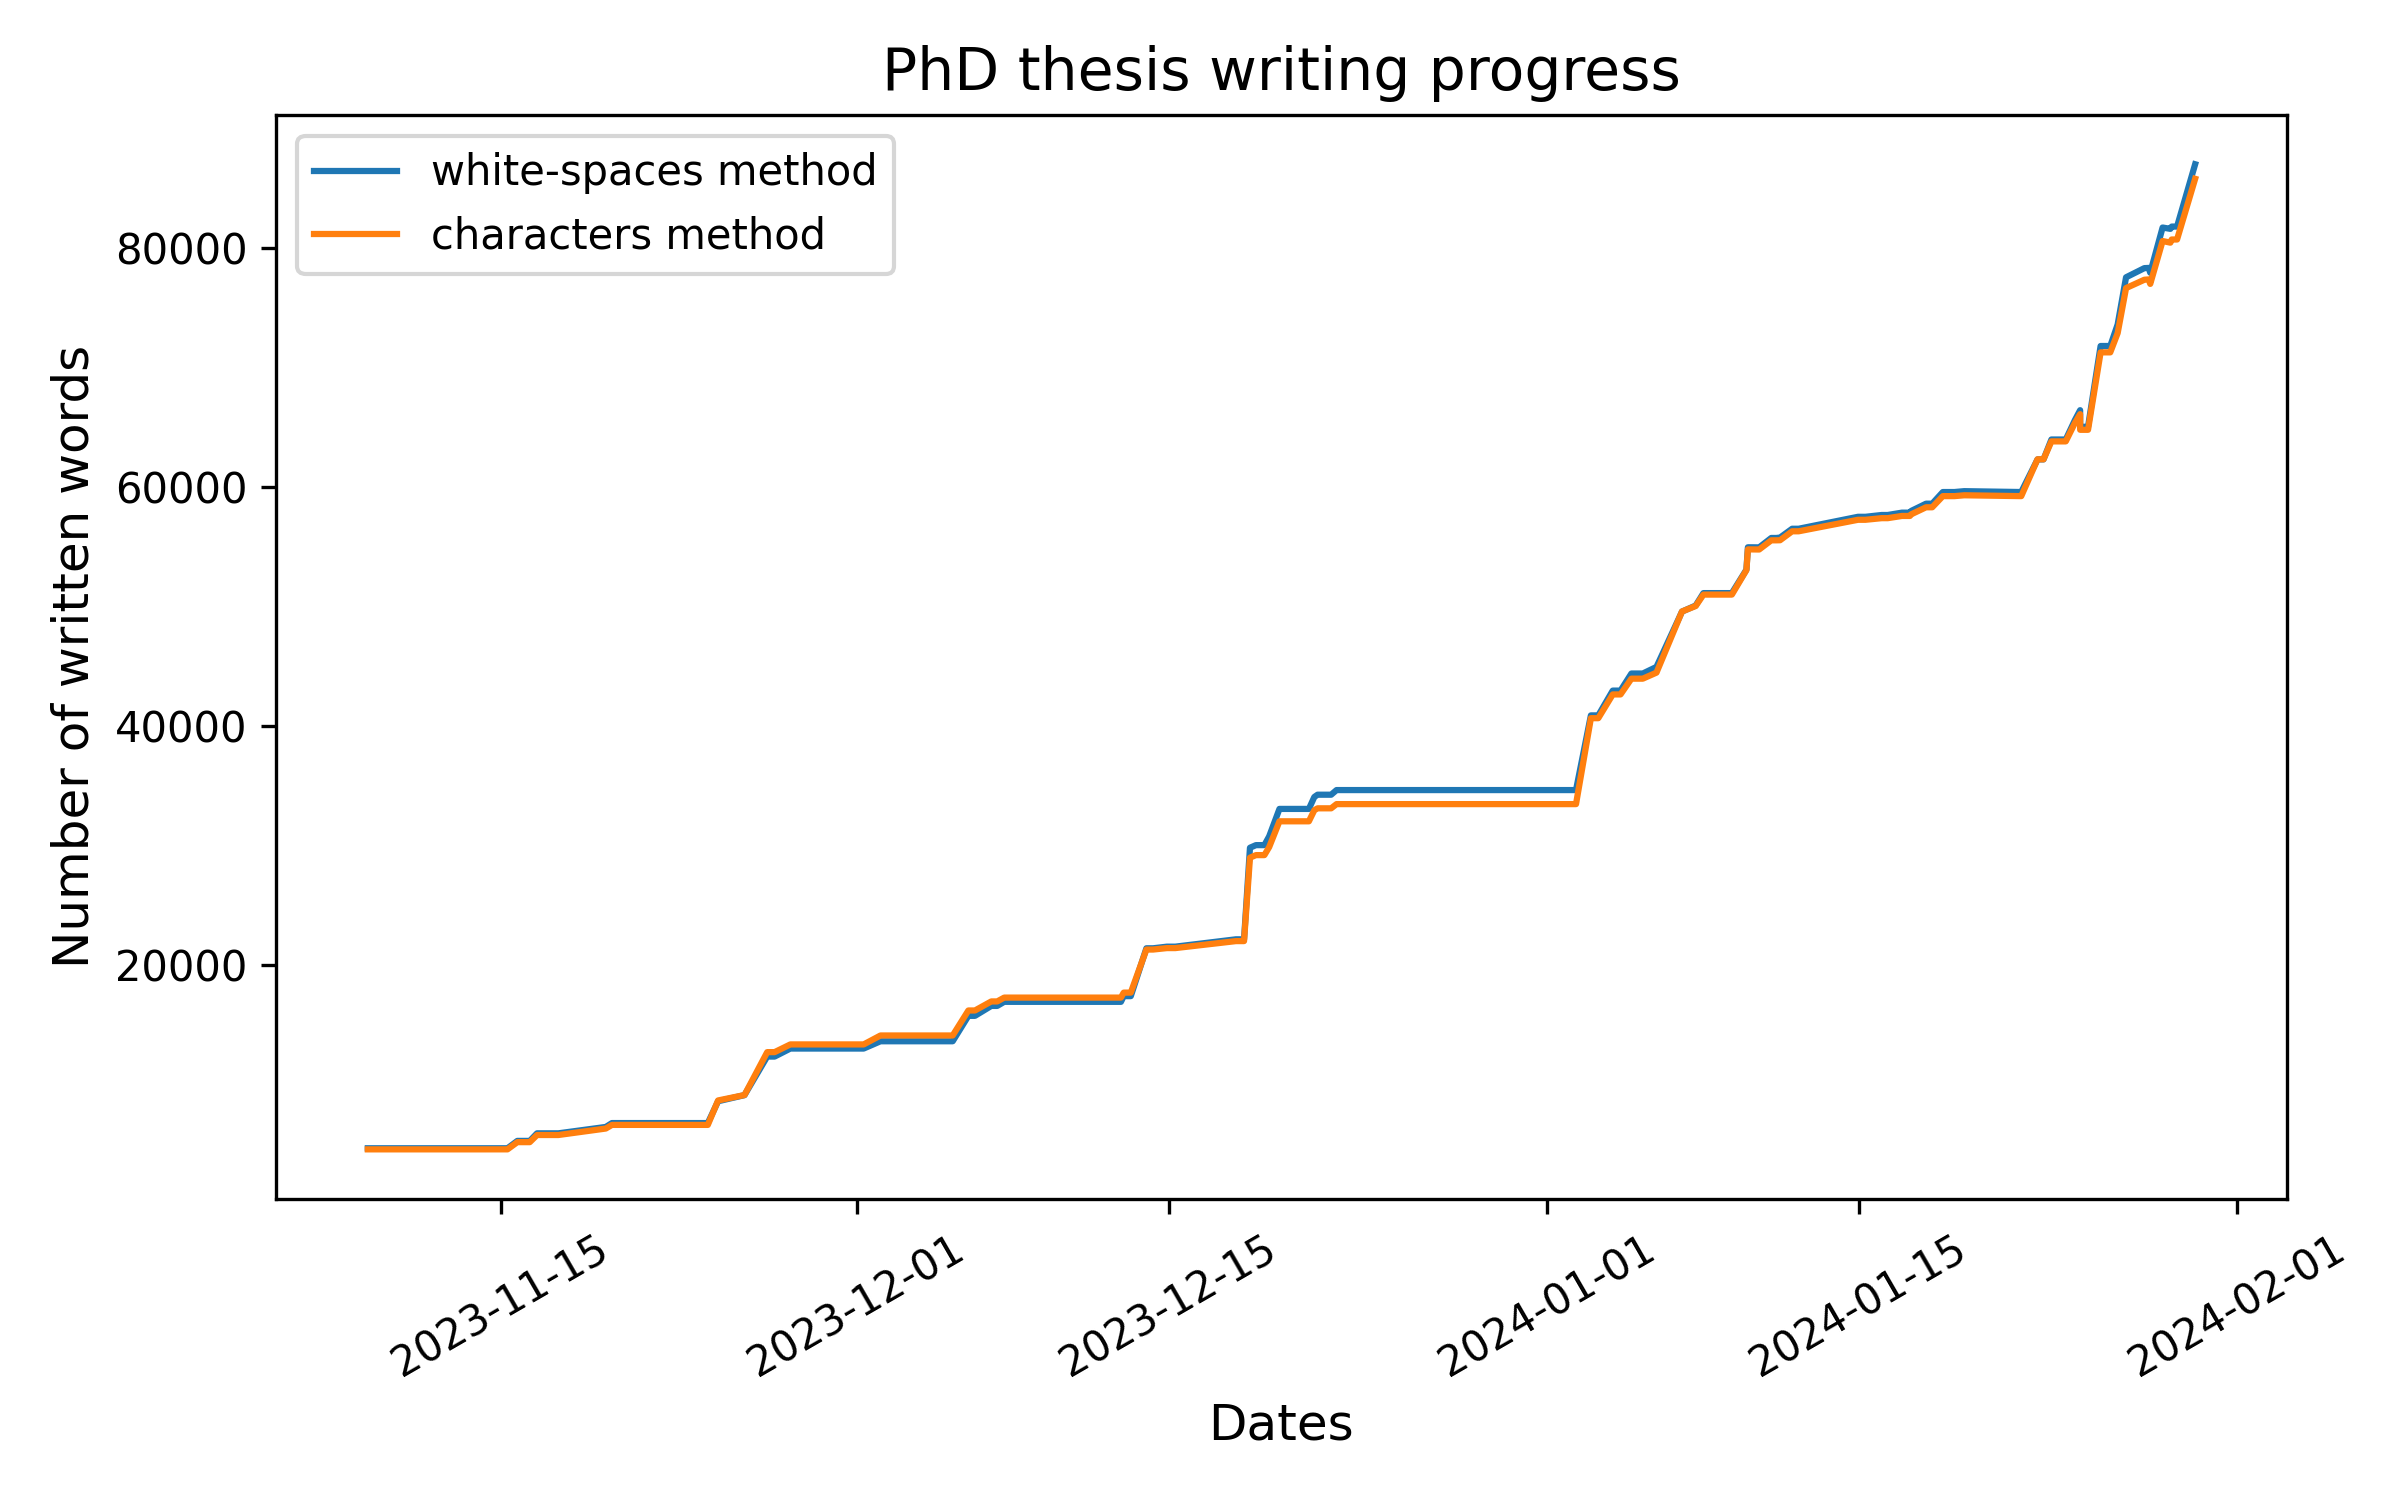 PhD thesis writing progress
white-spaces method
characters method
Number of written words
80000
60000
40000
20000
2023-11-15
2023-12-01
2023-12-15
2024-01-01
2024-01-15
2024-02-01
Dates